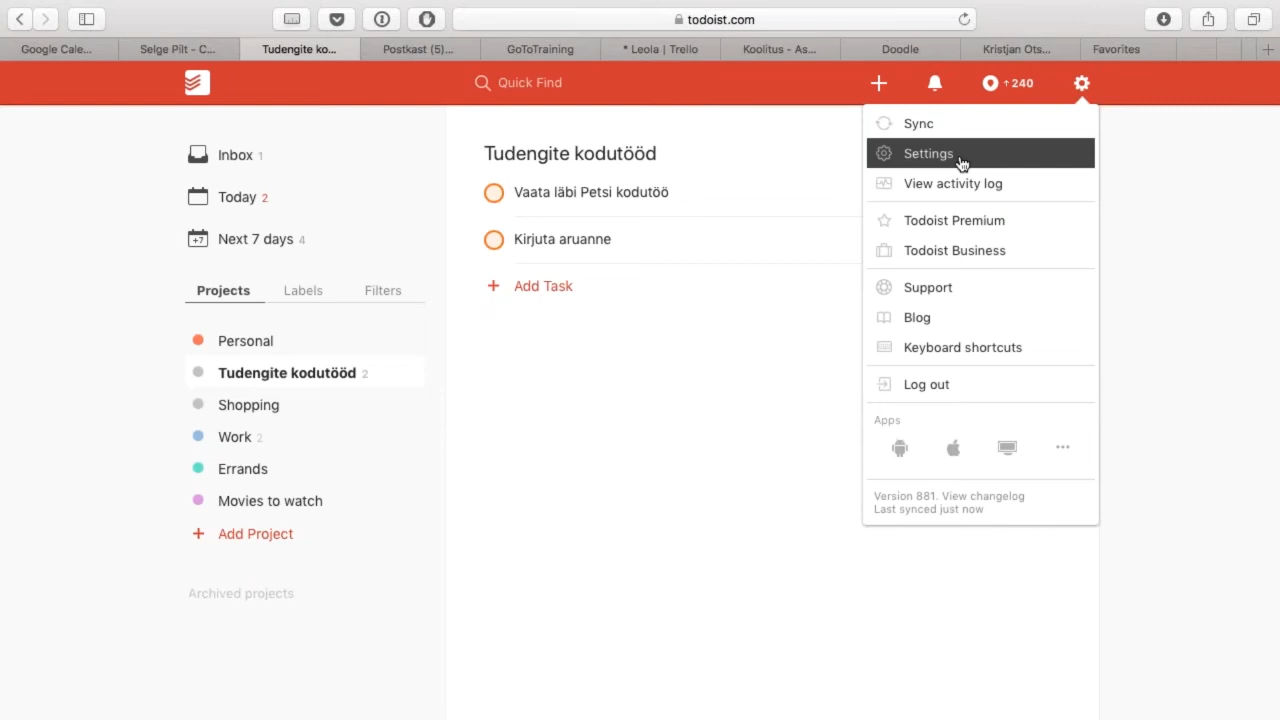 todoist.com
Google Cale...
Selge Pilt - C...
Tudengite ko...
Postkast (5)...
GoToTraining
* Leola | Trello
Koolitus - As...
Doodle
Kristjan Ots...
Favorites
Quick Find
↑240
Inbox 1
Today 2
+7 Next 7 days 4
Projects
Labels
Filters
Personal
Tudengite kodutööd 2
Shopping
Work 2
Errands
Movies to watch
+ Add Project
Archived projects
Tudengite kodutööd
Vaata läbi Petsi kodutöö
Kirjuta aruanne
+ Add Task
Sync
Settings
View activity log
Todoist Premium
Todoist Business
Support
Blog
Keyboard shortcuts
Log out
Apps
Version 881. View changelog
Last synced just now